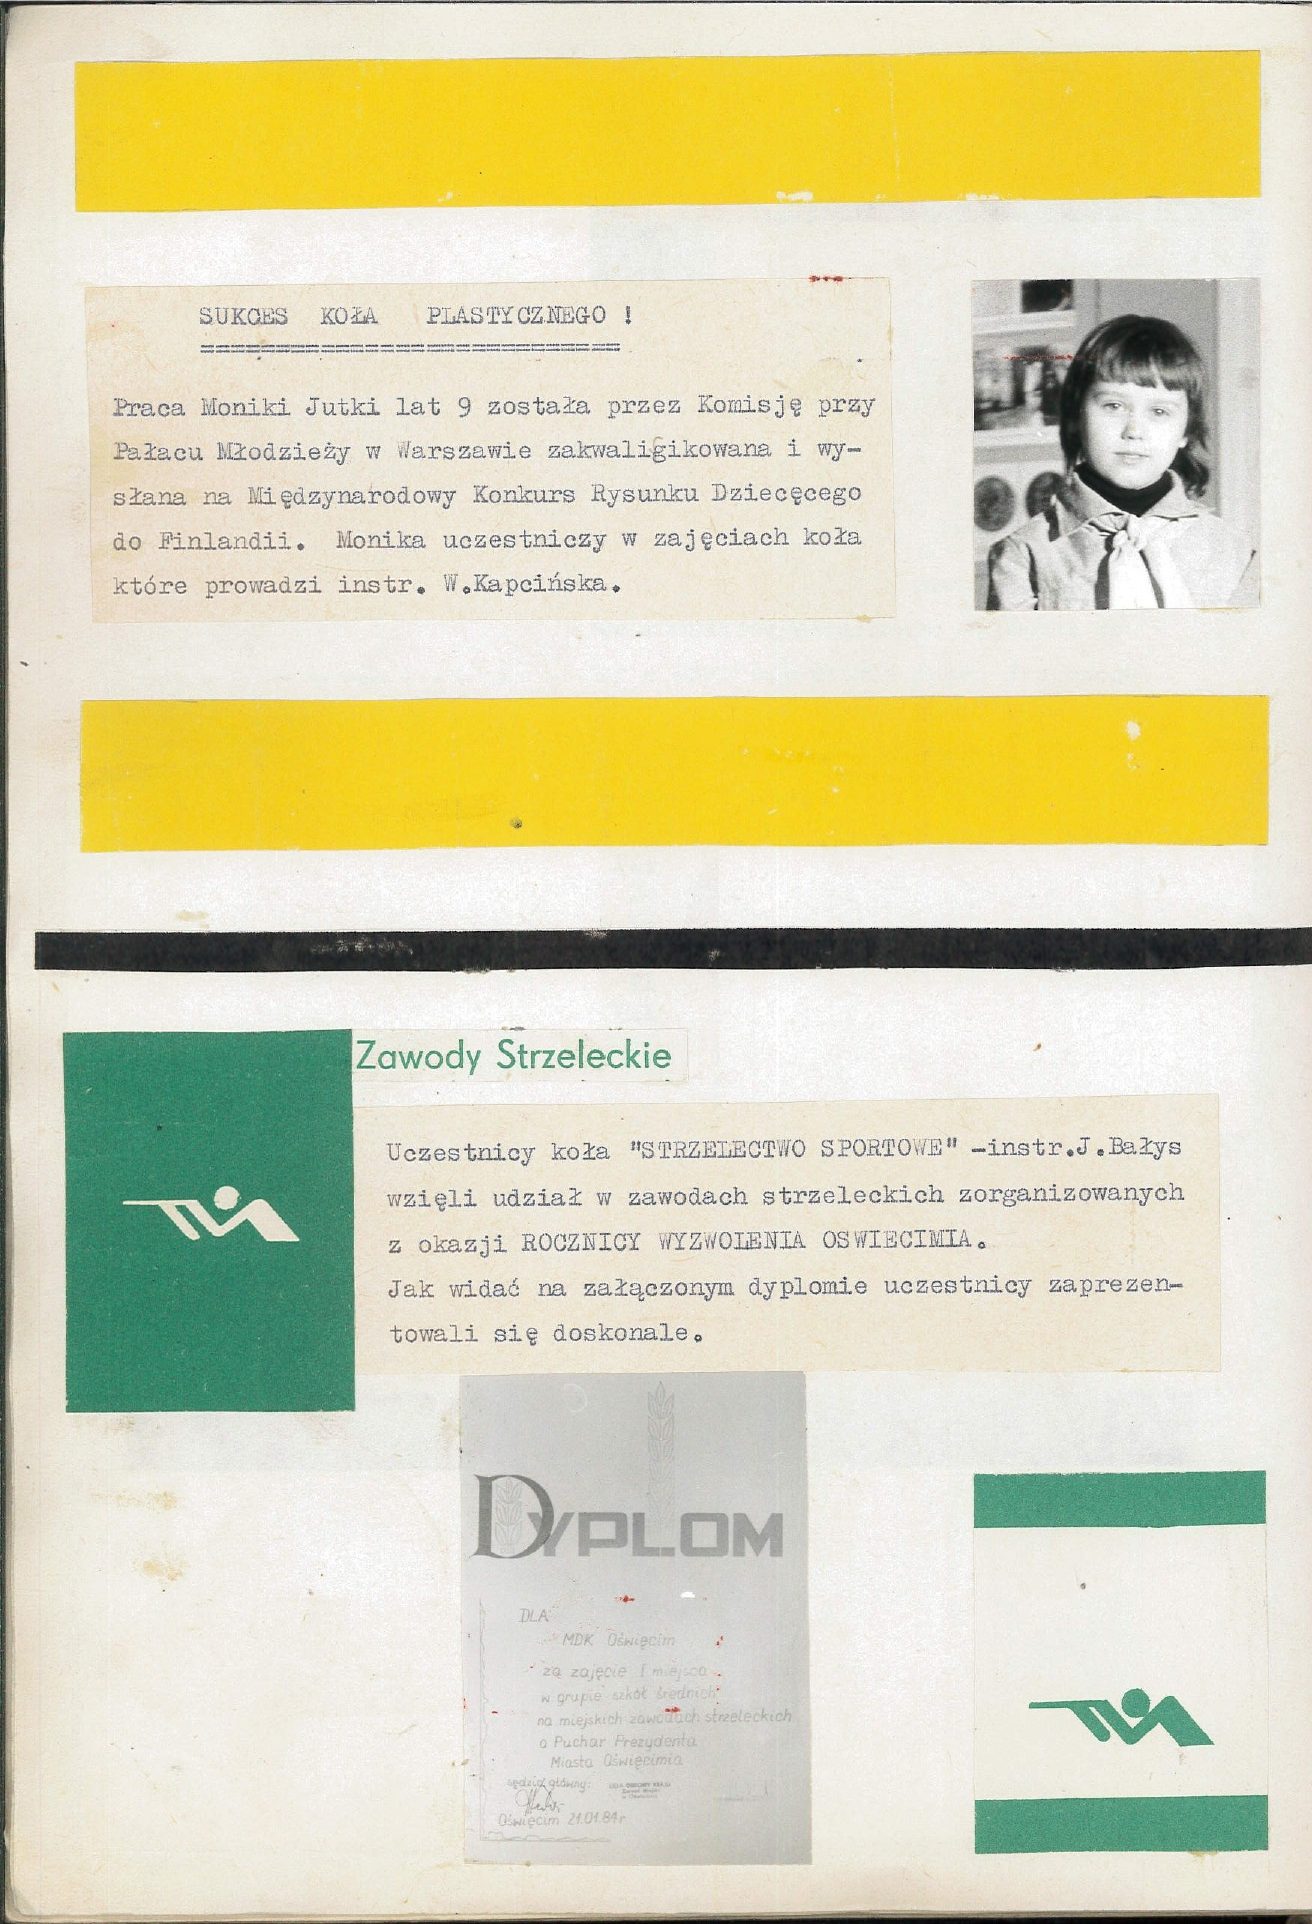 SUKCES KOŁA PLASTYCZNEGO !
Praca Moniki Jutki lat 9 została przez Komisję przy
Pałacu Młodzieży w Warszawie zakwaligikowana i wy-
słana na Międzynarodowy Konkurs Rysunku Dziecęcego
do Finlandii. Monika uczestniczy w zajęciach koła
które prowadzi instr. W.Kapcińska.
Zawody Strzeleckie
Uczestnicy koła "STRZELECTWO SPORTOWE" -instr.J.Bałys
wzięli udział w zawodach strzeleckich zorganizowanych
z okazji ROCZNICY WYZWOLENIA OSWIECIMIA.
Jak widać na załączonym dyplomie uczestnicy zaprezen-
towali się doskonale.
DYPLOM
DLA
MDK Oświęcim
za zajęcie I miejsca
w grupie szkół średnich
na miejskich zawodach strzeleckich
o Puchar Prezydenta
Miasta Oświęcimia
sędzia główny:
LIGA OBRONY KRAJU
Oświęcim 21.01.84r